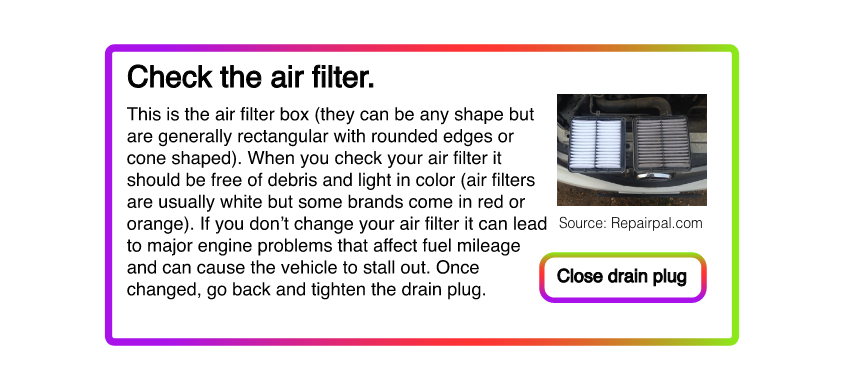 Check the air filter.
This is the air filter box (they can be any shape but
are generally rectangular with rounded edges or
cone shaped). When you check your air filter it
should be free of debris and light in color (air filters
are usually white but some brands come in red or
orange). If you don’t change your air filter it can lead
to major engine problems that affect fuel mileage
and can cause the vehicle to stall out. Once
changed, go back and tighten the drain plug.
Source: Repairpal.com
Close drain plug